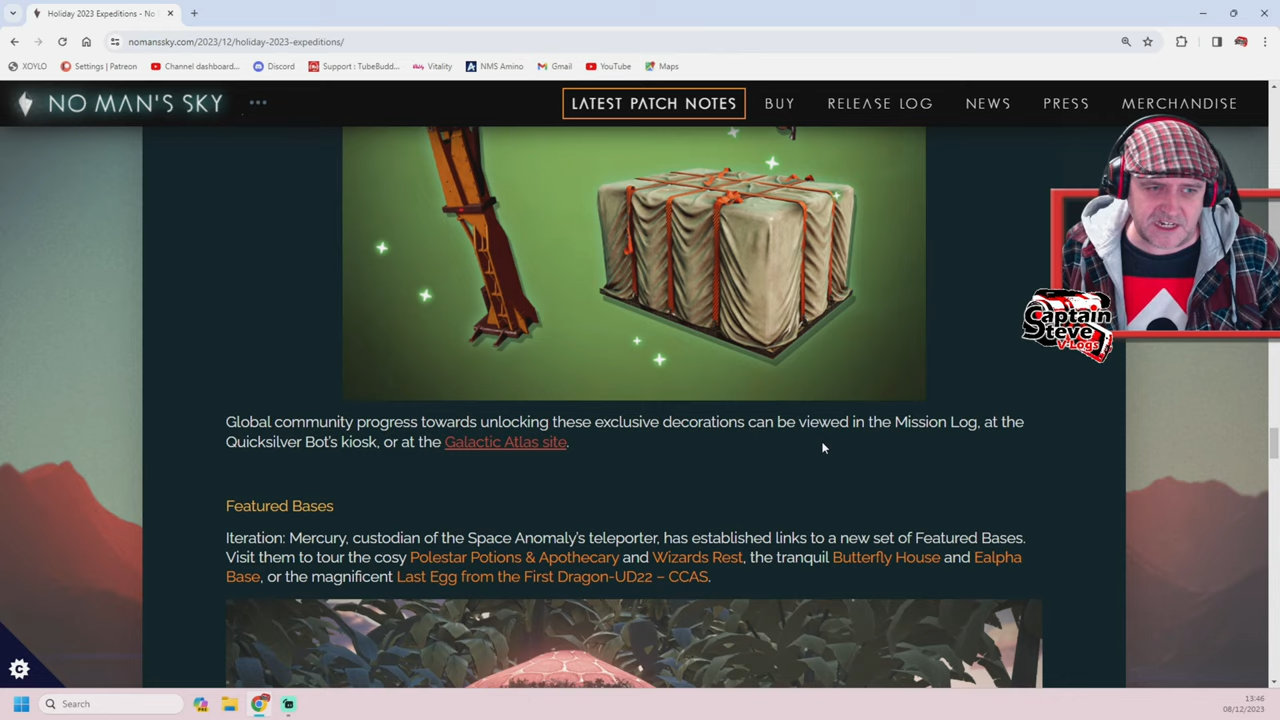 Holiday 2023 Expeditions - No
nomanssky.com/2023/12/holiday-2023-expeditions/
XOYLO
Settings | Patreon
Channel dashboard...
Discord
Support : TubeBudd...
Vitality
NMS Amino
Gmail
YouTube
Maps
NO MAN'S SKY
LATEST PATCH NOTES
BUY
RELEASE LOG
NEWS
PRESS
MERCHANDISE
Captain
Steve
V-Logs
Global community progress towards unlocking these exclusive decorations can be viewed in the Mission Log, at the
Quicksilver Bot's kiosk, or at the Galactic Atlas site.
Featured Bases
Iteration: Mercury, custodian of the Space Anomaly's teleporter, has established links to a new set of Featured Bases.
Visit them to tour the cosy Polestar Potions & Apothecary and Wizards Rest, the tranquil Butterfly House and Ealpha
Base, or the magnificent Last Egg from the First Dragon-UD22 – CCAS.
C
Search
13:46
08/12/2023